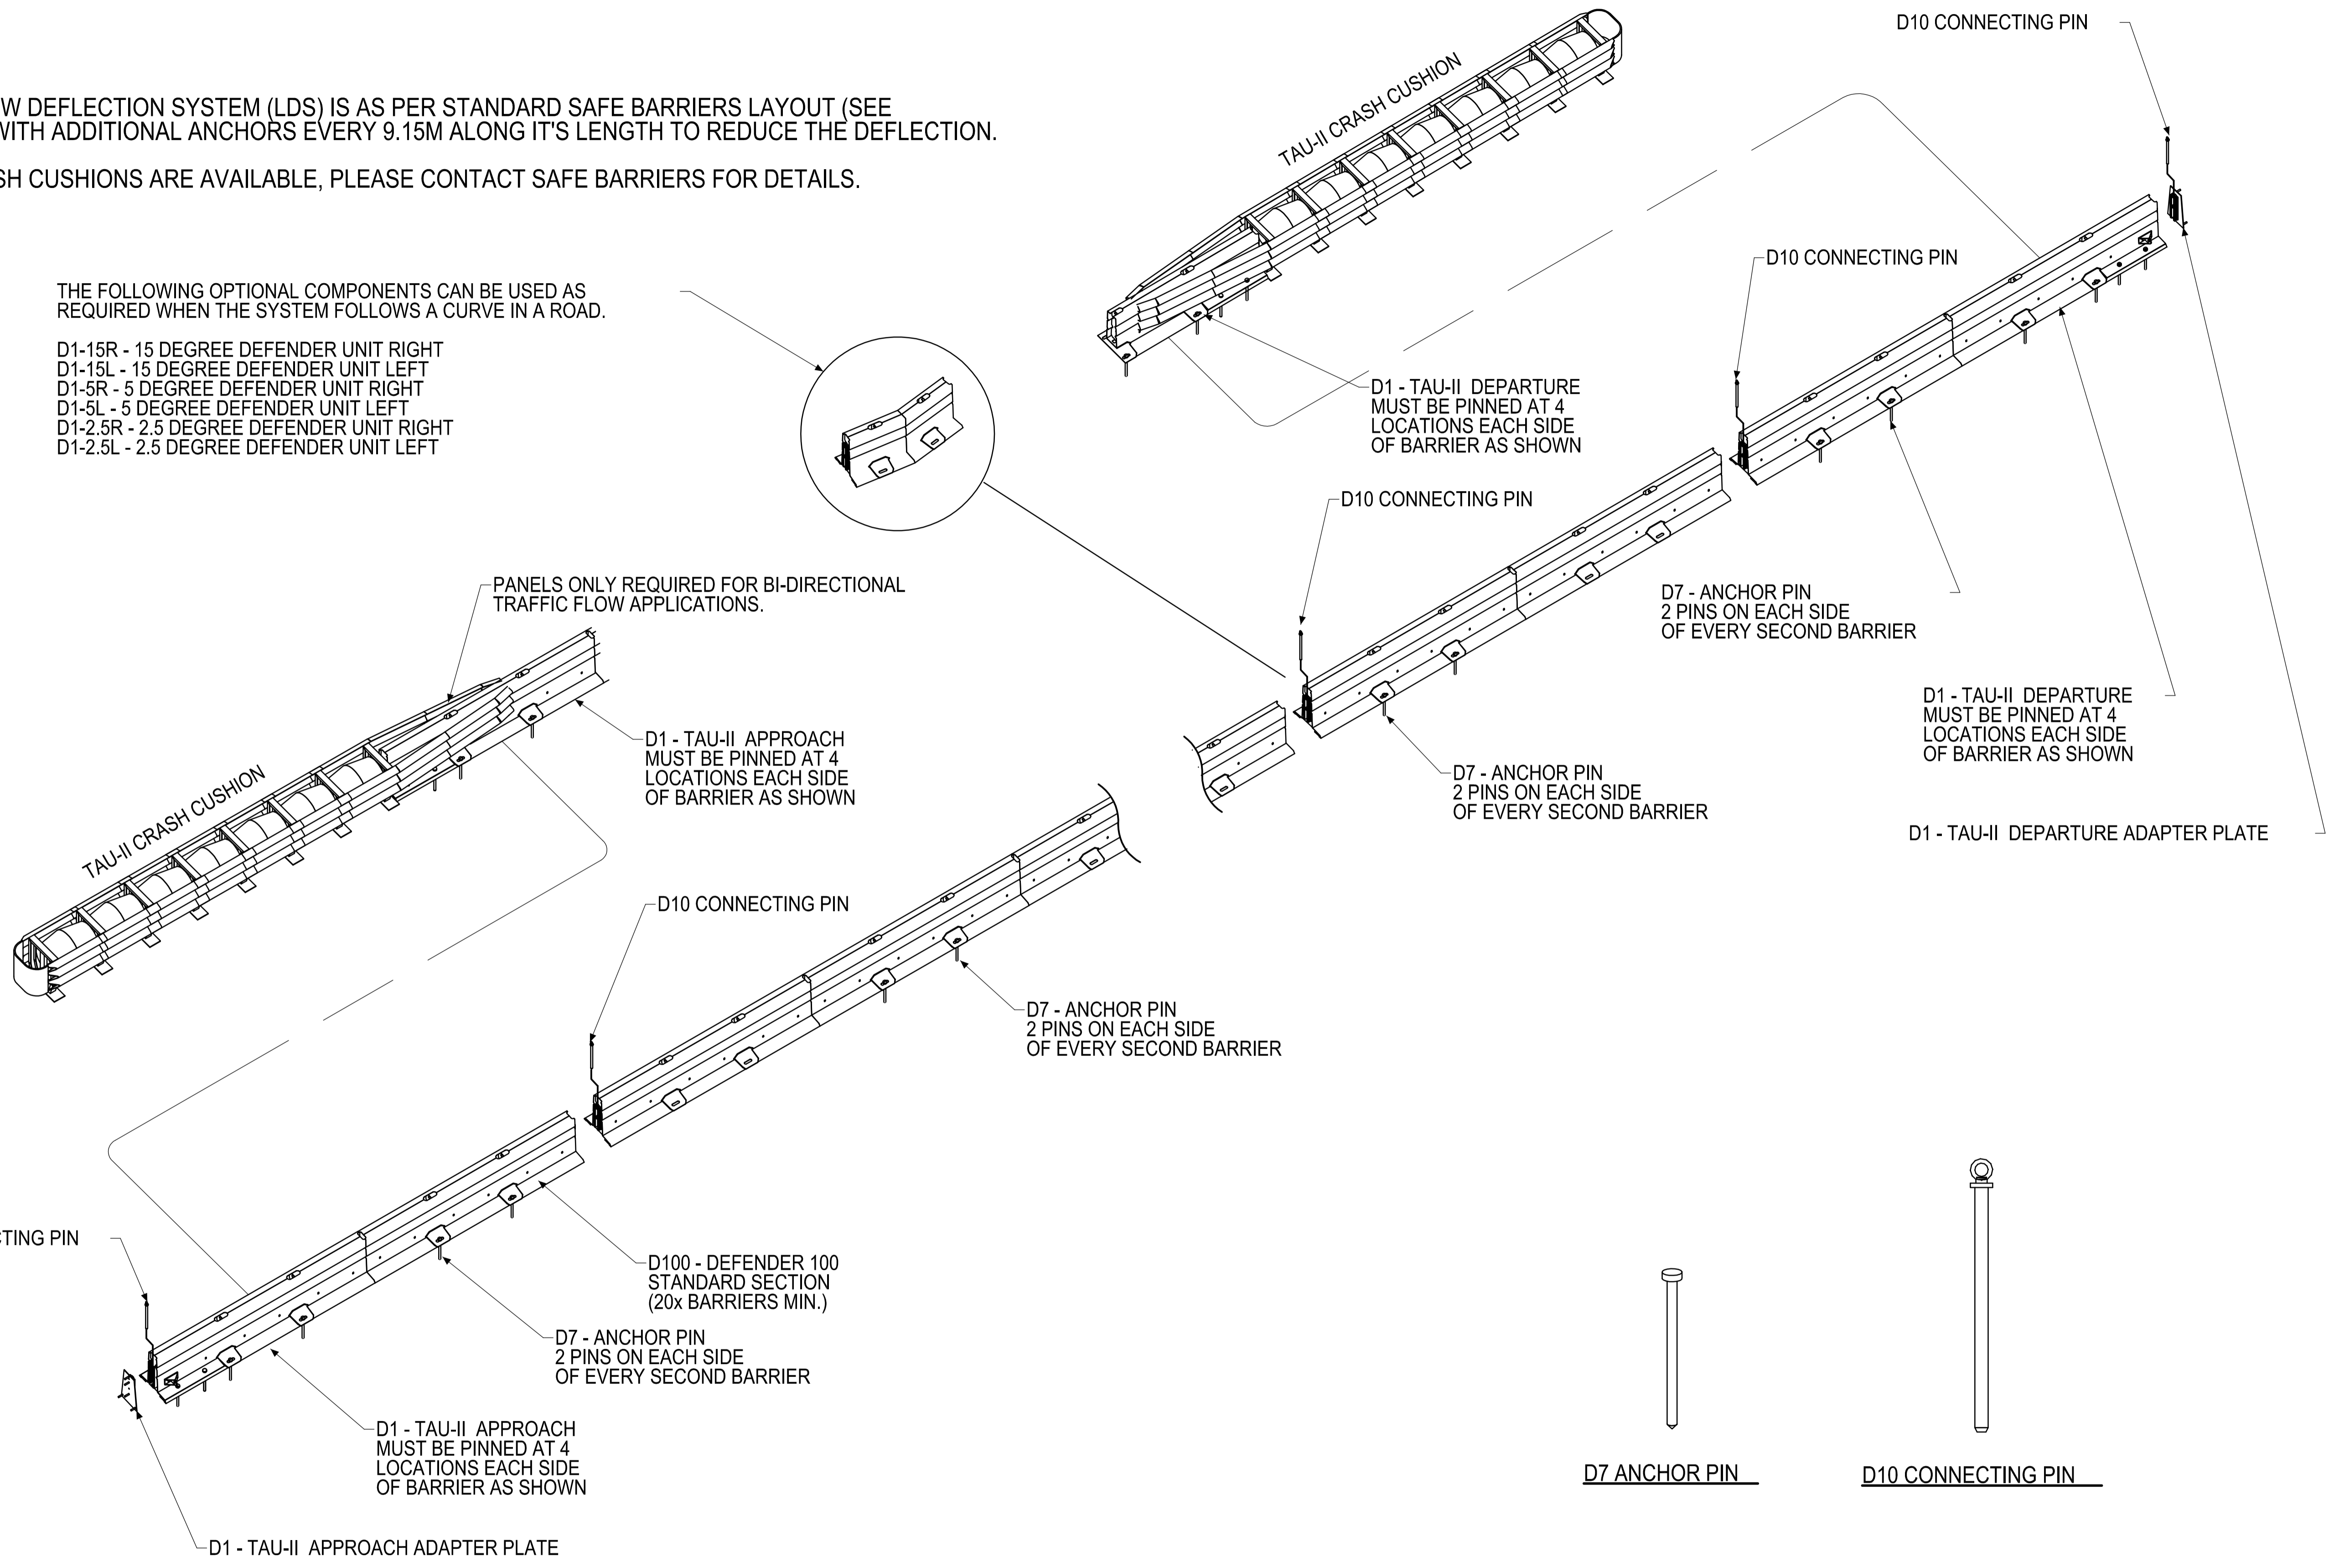 W DEFLECTION SYSTEM (LDS) IS AS PER STANDARD SAFE BARRIERS LAYOUT (SEE
WITH ADDITIONAL ANCHORS EVERY 9.15M ALONG IT'S LENGTH TO REDUCE THE DEFLECTION.
SH CUSHIONS ARE AVAILABLE, PLEASE CONTACT SAFE BARRIERS FOR DETAILS.
THE FOLLOWING OPTIONAL COMPONENTS CAN BE USED AS
REQUIRED WHEN THE SYSTEM FOLLOWS A CURVE IN A ROAD.
D1-15R - 15 DEGREE DEFENDER UNIT RIGHT
D1-15L - 15 DEGREE DEFENDER UNIT LEFT
D1-5R - 5 DEGREE DEFENDER UNIT RIGHT
D1-5L - 5 DEGREE DEFENDER UNIT LEFT
D1-2.5R - 2.5 DEGREE DEFENDER UNIT RIGHT
D1-2.5L - 2.5 DEGREE DEFENDER UNIT LEFT
TAU-II CRASH CUSHION
D10 CONNECTING PIN
D10 CONNECTING PIN
D1 - TAU-II DEPARTURE
MUST BE PINNED AT 4
LOCATIONS EACH SIDE
OF BARRIER AS SHOWN
D10 CONNECTING PIN
PANELS ONLY REQUIRED FOR BI-DIRECTIONAL
TRAFFIC FLOW APPLICATIONS.
D7 - ANCHOR PIN
2 PINS ON EACH SIDE
OF EVERY SECOND BARRIER
D1 - TAU-II DEPARTURE
MUST BE PINNED AT 4
LOCATIONS EACH SIDE
OF BARRIER AS SHOWN
D1 - TAU-II APPROACH
MUST BE PINNED AT 4
LOCATIONS EACH SIDE
OF BARRIER AS SHOWN
D7 - ANCHOR PIN
2 PINS ON EACH SIDE
OF EVERY SECOND BARRIER
D1 - TAU-II DEPARTURE ADAPTER PLATE
TAU-II CRASH CUSHION
D10 CONNECTING PIN
D7 - ANCHOR PIN
2 PINS ON EACH SIDE
OF EVERY SECOND BARRIER
CTING PIN
D100 - DEFENDER 100
STANDARD SECTION
(20x BARRIERS MIN.)
D7 - ANCHOR PIN
2 PINS ON EACH SIDE
OF EVERY SECOND BARRIER
D1 - TAU-II APPROACH
MUST BE PINNED AT 4
LOCATIONS EACH SIDE
OF BARRIER AS SHOWN
D1 - TAU-II APPROACH ADAPTER PLATE
D7 ANCHOR PIN
D10 CONNECTING PIN